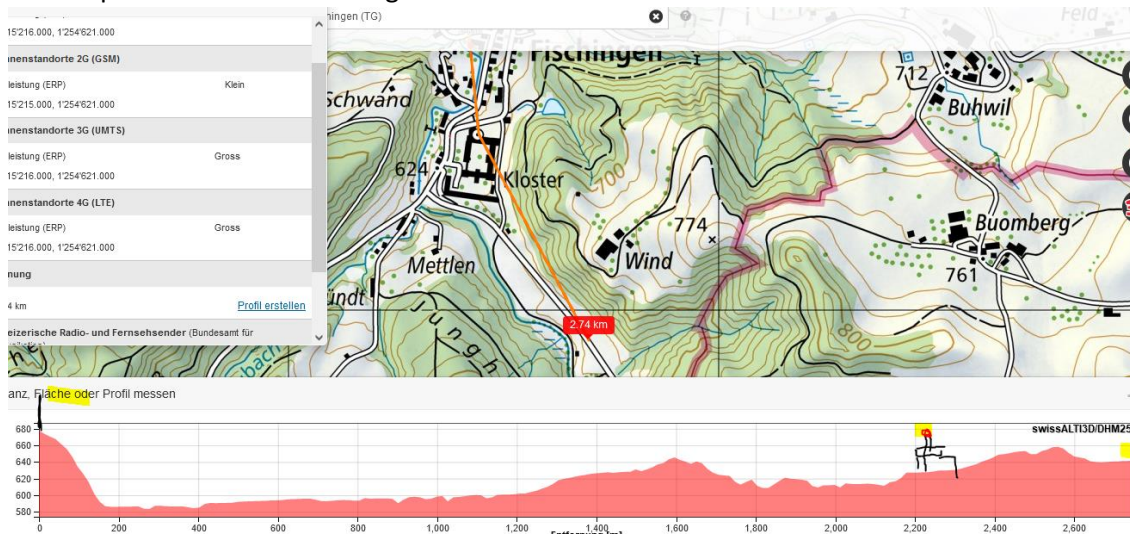 ningen (TG)
15'216.000, 1'254'621.000
nnenstandorte 2G (GSM)
leistung (ERP) Klein
15'215.000, 1'254'621.000
nnenstandorte 3G (UMTS)
leistung (ERP) Gross
15'216.000, 1'254'621.000
nnenstandorte 4G (LTE)
leistung (ERP) Gross
15'216.000, 1'254'621.000
nung
4 km Profil erstellen
eizerische Radio- und Fernsehsender (Bundesamt für
Feld
Fischingen
Schwand
712
Buhwil
624
Kloster
700
774
Wind
Buomberg
761
Mettlen
ündt
Jungh
800
bach
2.74 km
anz, Fläche oder Profil messen
swissALTI3D/DHM25
680
660
640
620
600
580
0 200 400 600 800 1,000 1,200 1,400 1,600 1,800 2,000 2,200 2,400 2,600
Entfernung [m]